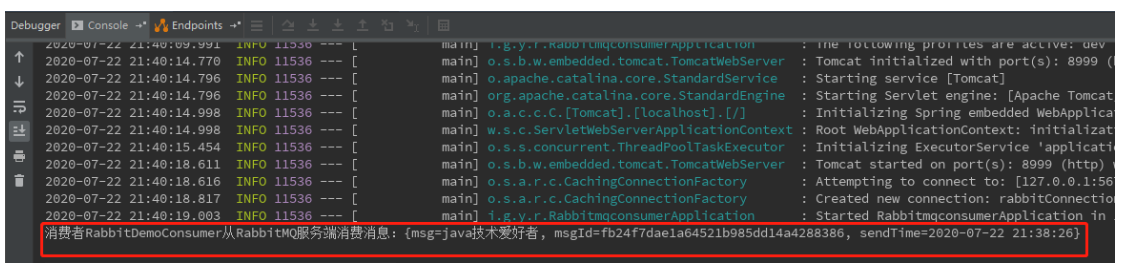 Debugger Console Endpoints
2020-07-22 21:40:09.991 INFO 11536 --- [ main] i.g.y.r.RabbitmqconsumerApplication : The following profiles are active: dev
2020-07-22 21:40:14.770 INFO 11536 --- [ main] o.s.b.w.embedded.tomcat.TomcatWebServer : Tomcat initialized with port(s): 8999 (
2020-07-22 21:40:14.796 INFO 11536 --- [ main] o.apache.catalina.core.StandardService : Starting service [Tomcat]
2020-07-22 21:40:14.796 INFO 11536 --- [ main] org.apache.catalina.core.StandardEngine : Starting Servlet engine: [Apache Tomcat
2020-07-22 21:40:14.998 INFO 11536 --- [ main] o.a.c.c.C.[Tomcat].[localhost].[/] : Initializing Spring embedded WebApplica
2020-07-22 21:40:14.998 INFO 11536 --- [ main] w.s.c.ServletWebServerApplicationContext : Root WebApplicationContext: initializat
2020-07-22 21:40:15.454 INFO 11536 --- [ main] o.s.s.concurrent.ThreadPoolTaskExecutor : Initializing ExecutorService 'applicatio
2020-07-22 21:40:18.611 INFO 11536 --- [ main] o.s.b.w.embedded.tomcat.TomcatWebServer : Tomcat started on port(s): 8999 (http) w
2020-07-22 21:40:18.616 INFO 11536 --- [ main] o.s.a.r.c.CachingConnectionFactory : Attempting to connect to: [127.0.0.1:56
2020-07-22 21:40:18.817 INFO 11536 --- [ main] o.s.a.r.c.CachingConnectionFactory : Created new connection: rabbitConnection
2020-07-22 21:40:19.003 INFO 11536 --- [ main] i.g.y.r.RabbitmqconsumerApplication : Started RabbitmqconsumerApplication in
消费者RabbitDemoConsumer从RabbitMQ服务端消费消息: {msg=java技术爱好者, msgId=fb24f7dae1a64521b985dd14a4288386, sendTime=2020-07-22 21:38:26}